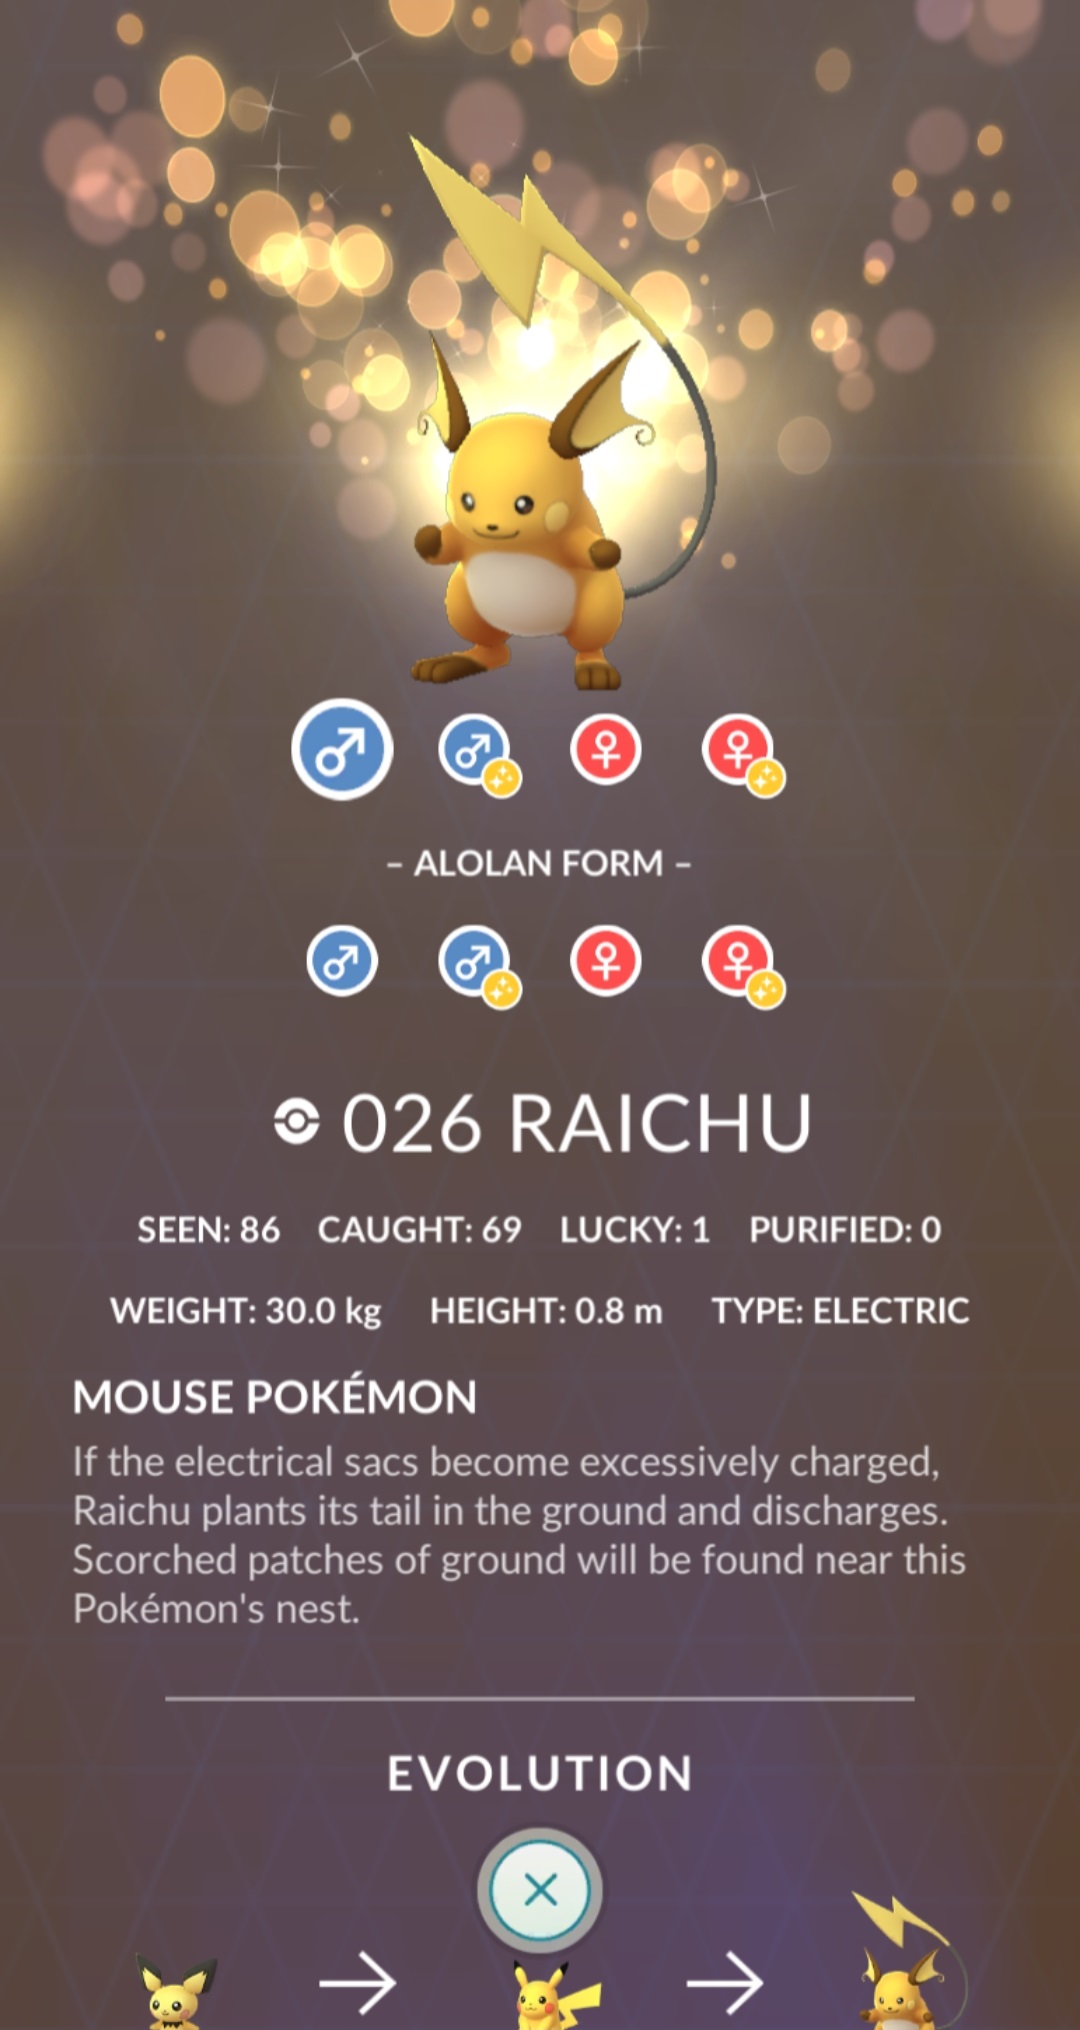 – ALOLAN FORM –
026 RAICHU
SEEN: 86 CAUGHT: 69 LUCKY: 1 PURIFIED: 0
WEIGHT: 30.0 kg HEIGHT: 0.8 m TYPE: ELECTRIC
MOUSE POKÉMON
If the electrical sacs become excessively charged,
Raichu plants its tail in the ground and discharges.
Scorched patches of ground will be found near this
Pokémon's nest.
EVOLUTION